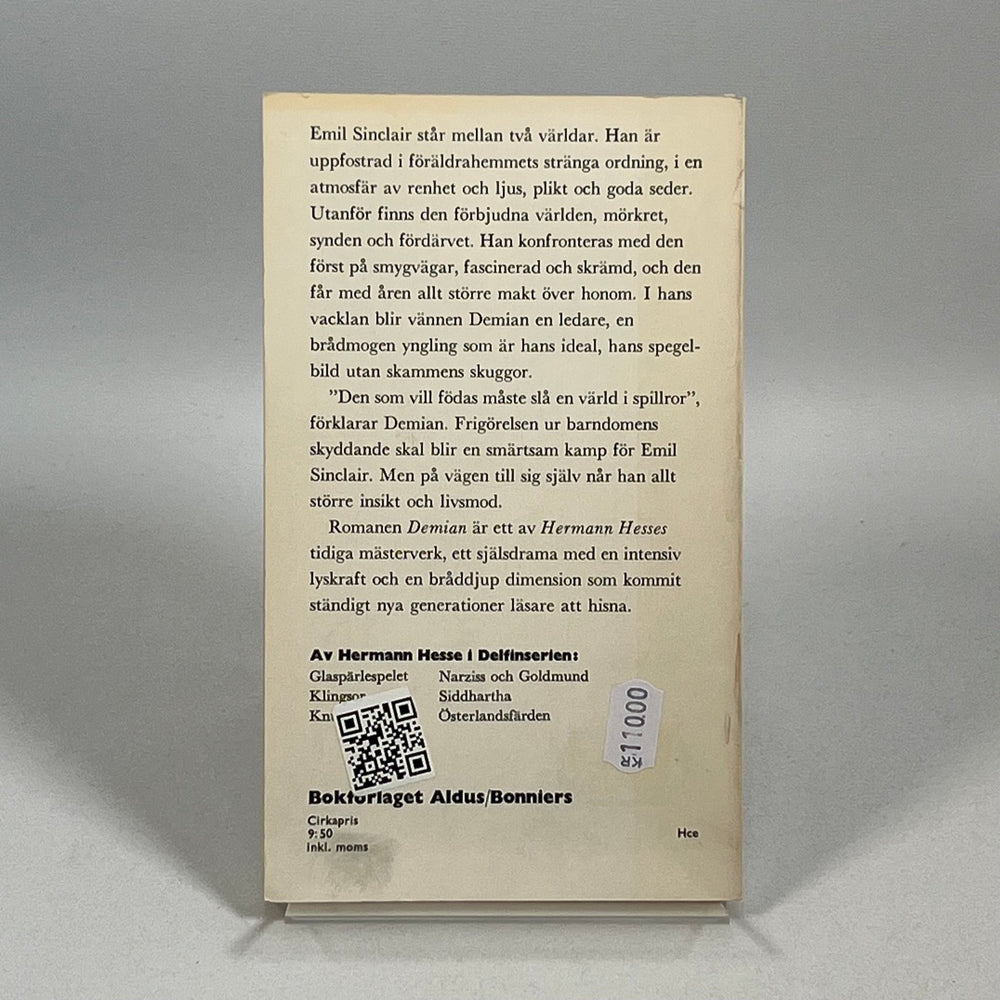 Emil Sinclair står mellan två världar. Han är
uppfostrad i föräldrahemmets stränga ordning, i en
atmosfär av renhet och ljus, plikt och goda seder.
Utanför finns den förbjudna världen, mörkret,
synden och fördärvet. Han konfronteras med den
först på smygvägar, fascinerad och skrämd, och den
får med åren allt större makt över honom. I hans
vacklan blir vännen Demian en ledare, en
brådmogen yngling som är hans ideal, hans spegel-
bild utan skammens skuggor.
”Den som vill födas måste slå en värld i spillror”,
förklarar Demian. Frigörelsen ur barndomens
skyddande skal blir en smärtsam kamp för Emil
Sinclair. Men på vägen till sig själv når han allt
större insikt och livsmod.
Romanen Demian är ett av Hermann Hesses
tidiga mästerverk, ett själsdrama med en intensiv
lyskraft och en bråddjup dimension som kommit
ständigt nya generationer läsare att hisna.
Av Hermann Hesse i Delfinserien:
Glaspärlespelet Narziss och Goldmund
Klingsor Siddhartha
Österlandsfärden
110.00
Bokförlaget Aldus/Bonniers
Cirkapris
9:50 Hce
Inkl. moms